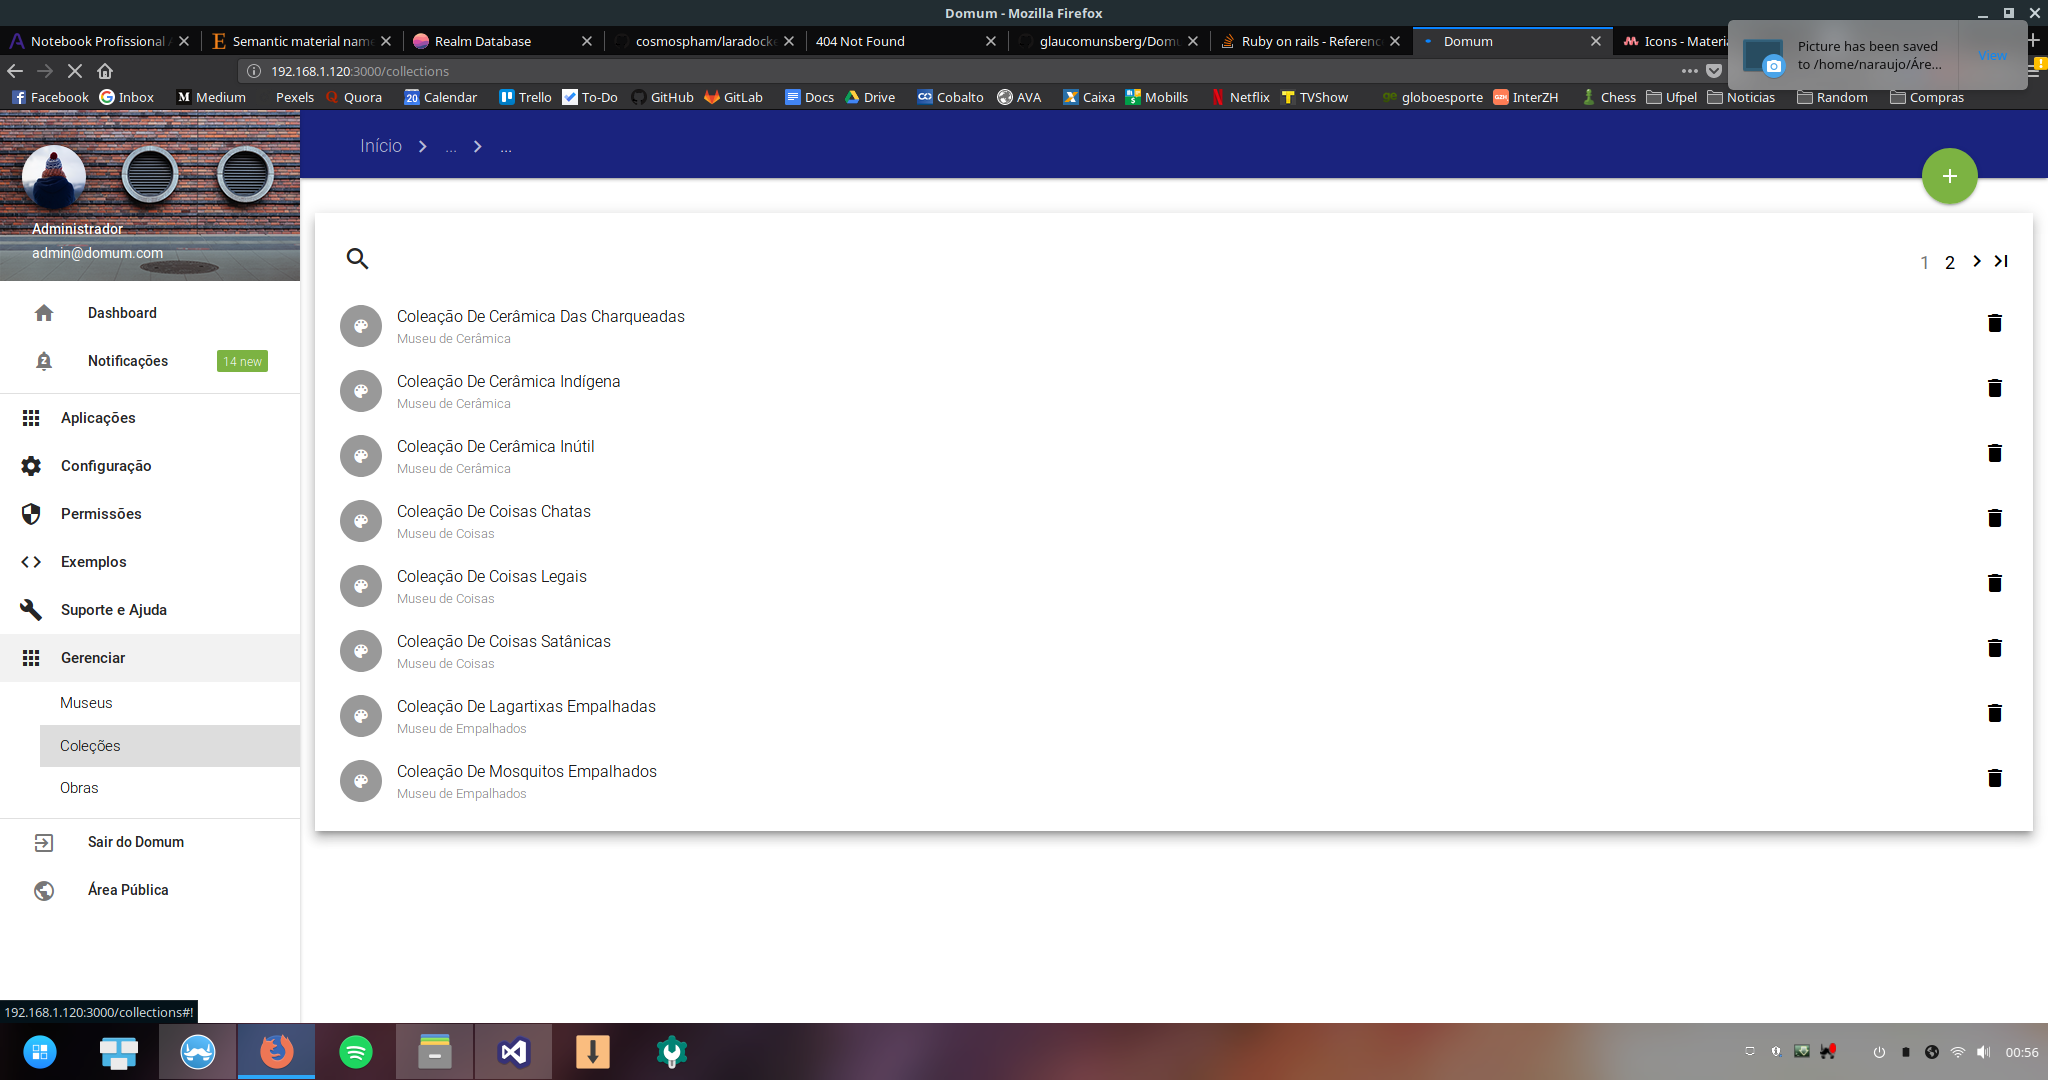 Domum - Mozilla Firefox
Notebook Profissional
Semantic material name
Realm Database
cosmospham/laradock
404 Not Found
glaucomunsberg/Domu
Ruby on rails - Referenc
Domum
Icons - Materia
Picture has been saved
to /home/naraujo/Áre...
View
192.168.1.120:3000/collections
Facebook
Inbox
Medium
Pexels
Quora
20 Calendar
Trello
To-Do
GitHub
GitLab
Docs
Drive
Cobalto
AVA
Caixa
Mobills
Netflix
TVShow
globoesporte
InterZH
Chess
Ufpel
Noticias
Random
Compras
Início
...
...
Administrador
admin@domum.com
1 2
Dashboard
Notificações
14 new
Aplicações
Configuração
Permissões
Exemplos
Suporte e Ajuda
Gerenciar
Museus
Coleções
Obras
Sair do Domum
Área Pública
Coleação De Cerâmica Das Charqueadas
Museu de Cerâmica
Coleação De Cerâmica Indígena
Museu de Cerâmica
Coleação De Cerâmica Inútil
Museu de Cerâmica
Coleação De Coisas Chatas
Museu de Coisas
Coleação De Coisas Legais
Museu de Coisas
Coleação De Coisas Satânicas
Museu de Coisas
Coleação De Lagartixas Empalhadas
Museu de Empalhados
Coleação De Mosquitos Empalhados
Museu de Empalhados
192.168.1.120:3000/collections#!
00:56